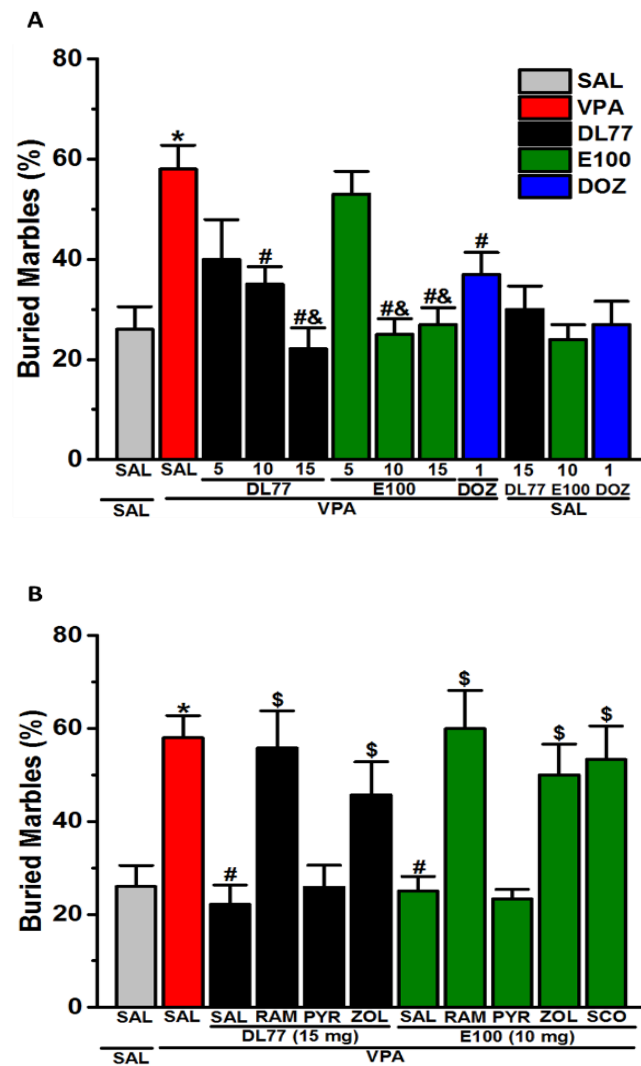 A
80
60
40
20
0
Buried Marbles (%)
SAL
VPA
DL77
E100
DOZ
* # #& #& #& #
SAL SAL 5 10 15 5 10 15 1 15 10 1
DL77 E100 DOZ DL77 E100 DOZ
SAL VPA SAL
B
80
60
40
20
0
Buried Marbles (%)
* # $ $ # $ $ $
SAL SAL SAL RAM PYR ZOL SAL RAM PYR ZOL SCO
DL77 (15 mg) E100 (10 mg)
SAL VPA